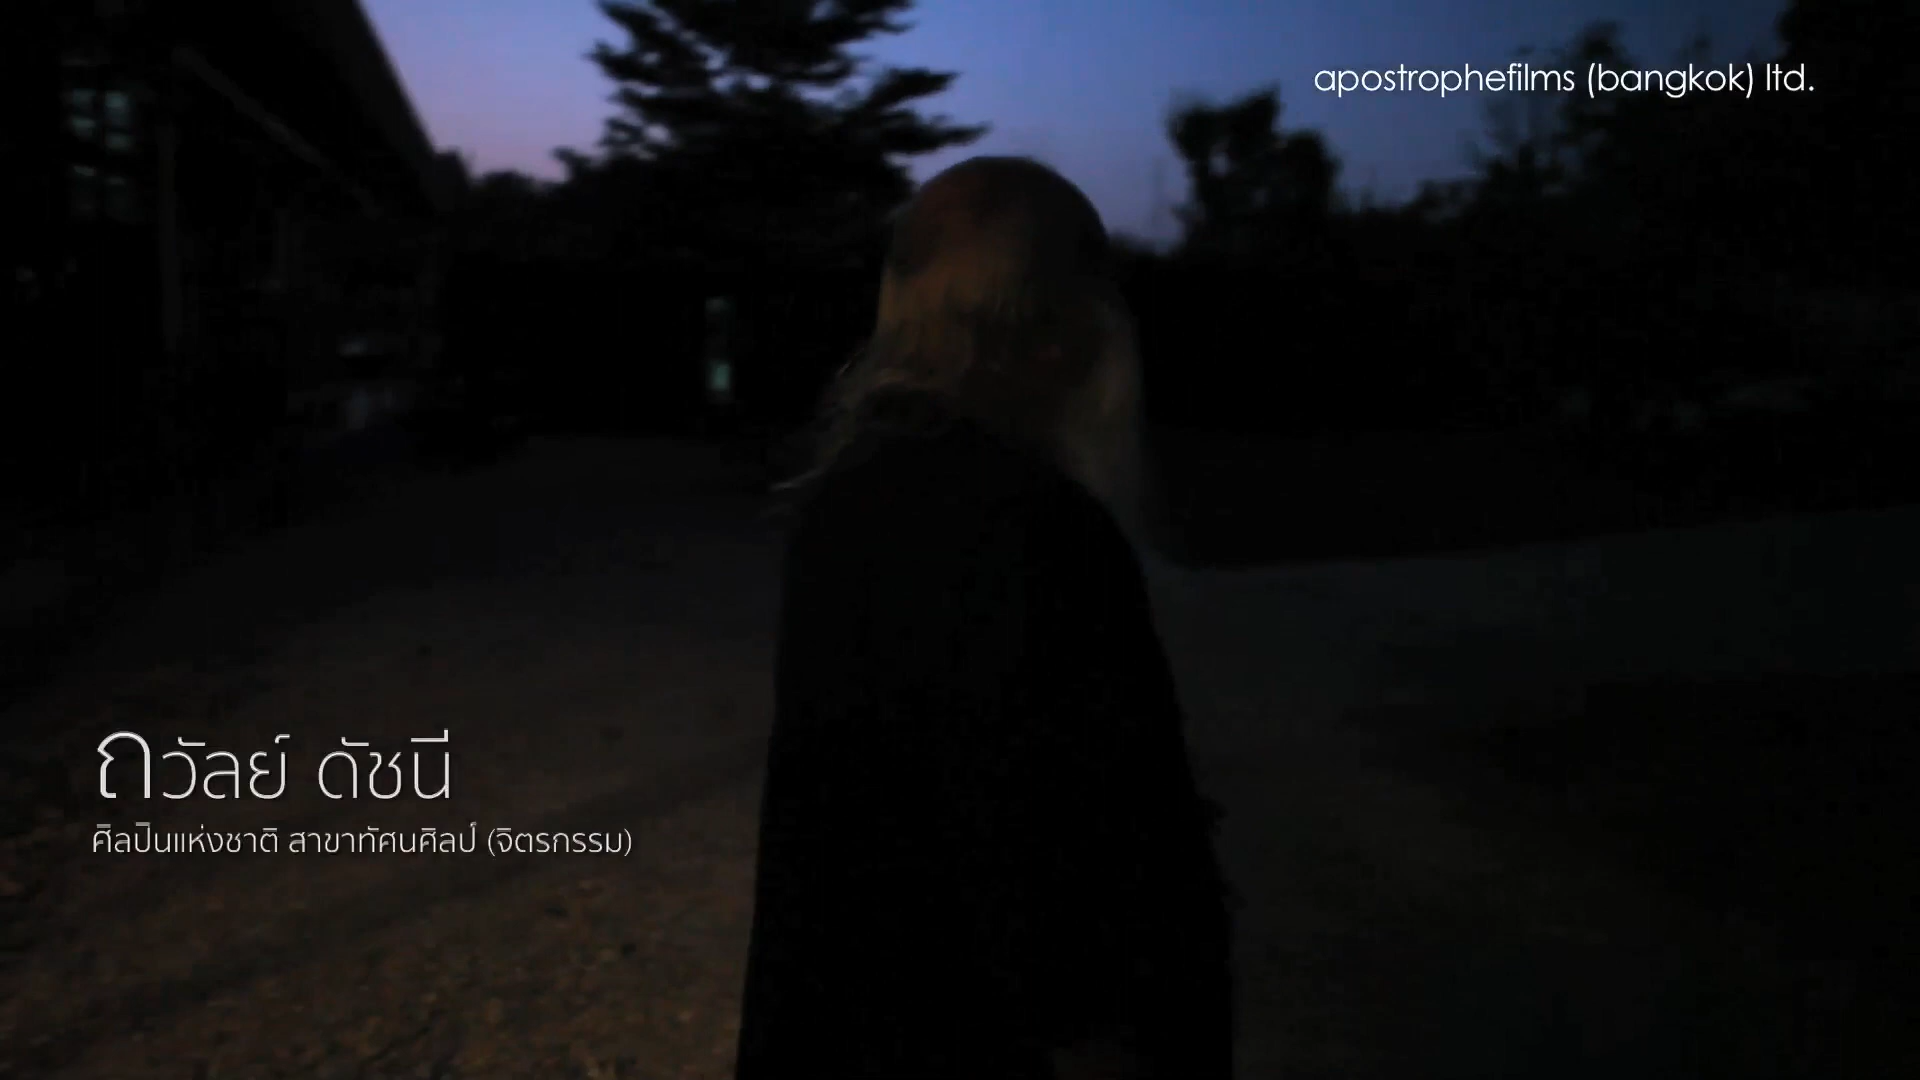 apostrophefilms (bangkok) ltd.
ถวัลย์ ดัชนี
ศิลปินแห่งชาติ สาขาทัศนศิลป์ (จิตรกรรม)